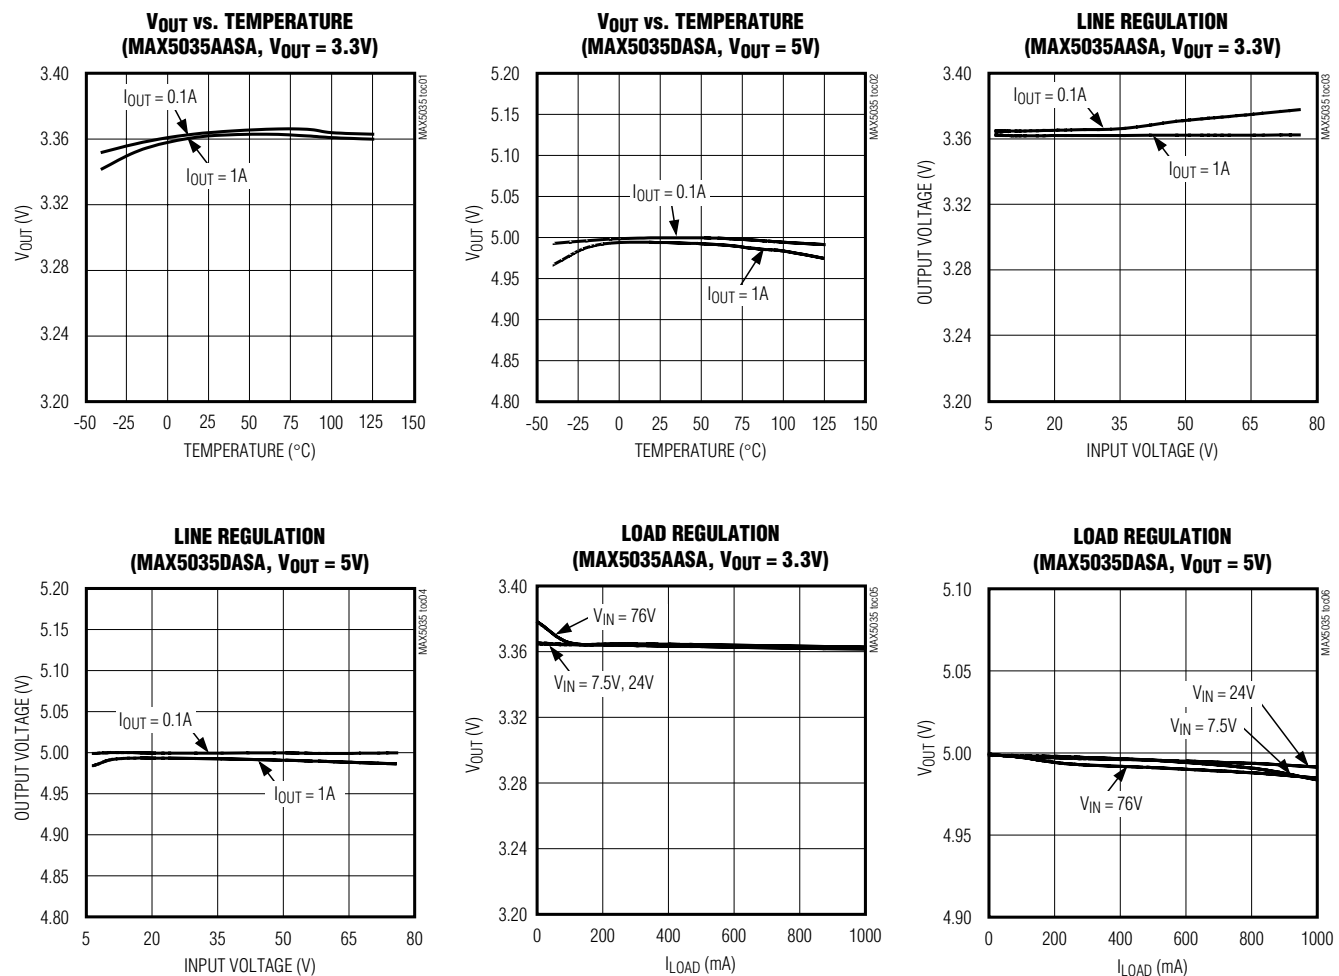 VOUT vs. TEMPERATURE
(MAX5035AASA, VOUT = 3.3V)
3.40
3.36
3.32
3.28
3.24
3.20
VOUT (V)
IOUT = 0.1A
IOUT = 1A
MAX5035 toc01
-50 -25 0 25 50 75 100 125 150
TEMPERATURE (°C)
VOUT vs. TEMPERATURE
(MAX5035DASA, VOUT = 5V)
5.20
5.15
5.10
5.05
5.00
4.95
4.90
4.85
4.80
VOUT (V)
IOUT = 0.1A
IOUT = 1A
MAX5035 toc02
-50 -25 0 25 50 75 100 125 150
TEMPERATURE (°C)
LINE REGULATION
(MAX5035AASA, VOUT = 3.3V)
3.40
3.36
3.32
3.28
3.24
3.20
OUTPUT VOLTAGE (V)
IOUT = 0.1A
IOUT = 1A
MAX5035 toc03
5 20 35 50 65 80
INPUT VOLTAGE (V)
LINE REGULATION
(MAX5035DASA, VOUT = 5V)
5.20
5.15
5.10
5.05
5.00
4.95
4.90
4.85
4.80
OUTPUT VOLTAGE (V)
IOUT = 0.1A
IOUT = 1A
MAX5035 toc04
5 20 35 50 65 80
INPUT VOLTAGE (V)
LOAD REGULATION
(MAX5035AASA, VOUT = 3.3V)
3.40
3.36
3.32
3.28
3.24
3.20
VOUT (V)
VIN = 76V
VIN = 7.5V, 24V
MAX5035 toc05
0 200 400 600 800 1000
ILOAD (mA)
LOAD REGULATION
(MAX5035DASA, VOUT = 5V)
5.10
5.05
5.00
4.95
4.90
VOUT (V)
VIN = 24V
VIN = 7.5V
VIN = 76V
MAX5035 toc06
0 200 400 600 800 1000
ILOAD (mA)